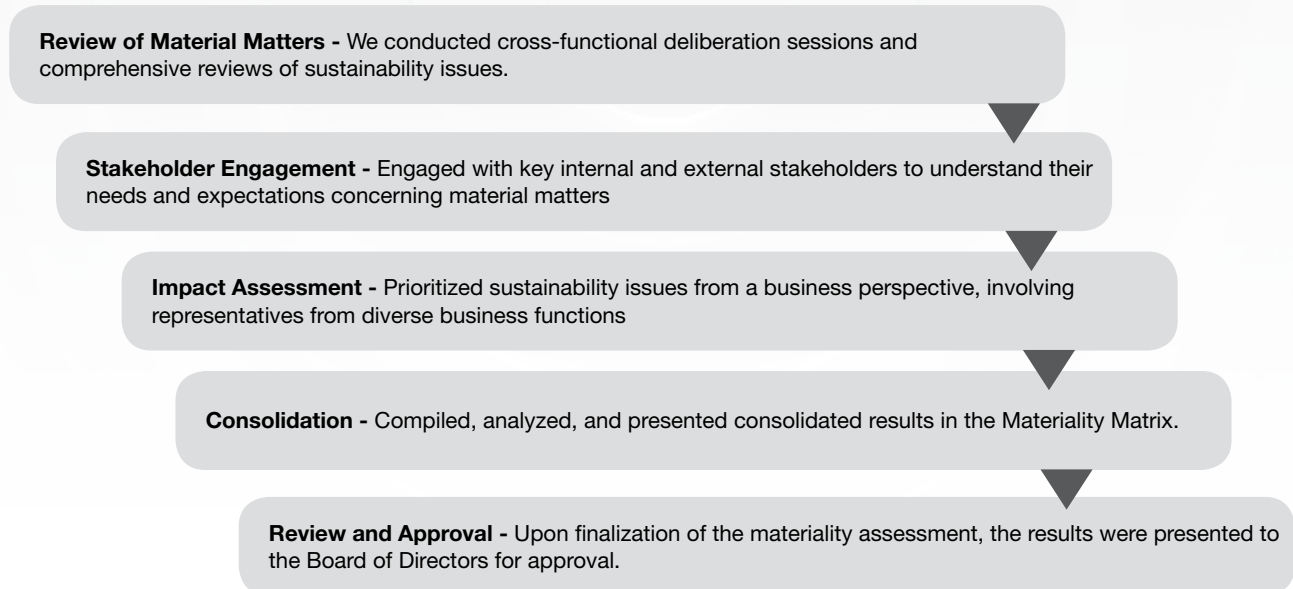 Review of Material Matters - We conducted cross-functional deliberation sessions and
comprehensive reviews of sustainability issues.
Stakeholder Engagement - Engaged with key internal and external stakeholders to understand their
needs and expectations concerning material matters
Impact Assessment - Prioritized sustainability issues from a business perspective, involving
representatives from diverse business functions
Consolidation - Compiled, analyzed, and presented consolidated results in the Materiality Matrix.
Review and Approval - Upon finalization of the materiality assessment, the results were presented to
the Board of Directors for approval.